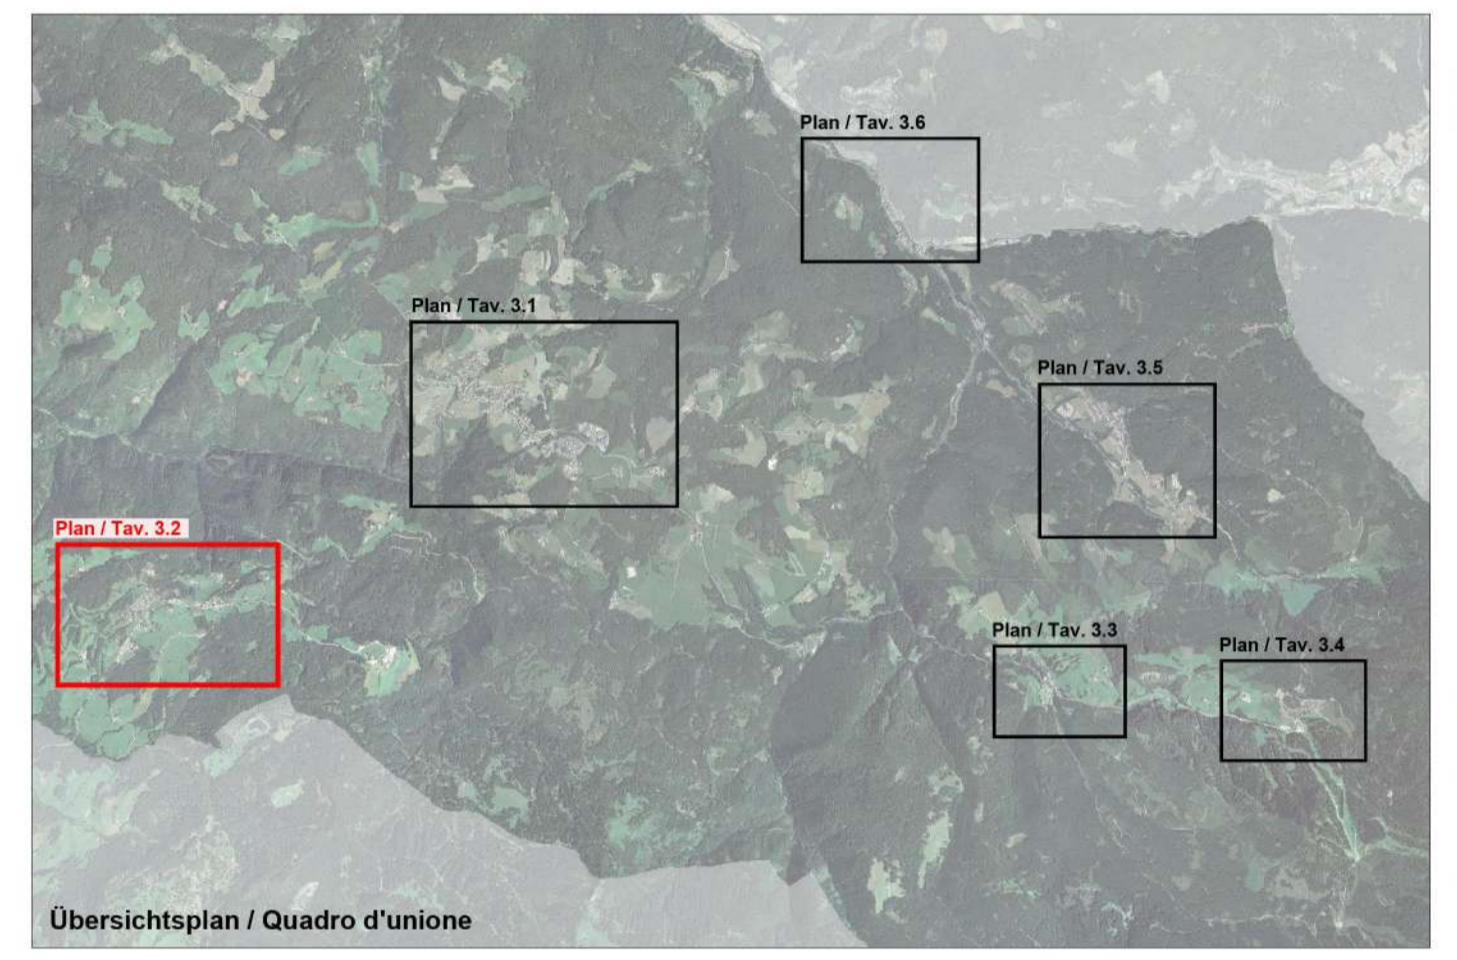 Plan / Tav. 3.6
Plan / Tav. 3.1
Plan / Tav. 3.5
Plan / Tav. 3.2
Plan / Tav. 3.3
Plan / Tav. 3.4
Übersichtsplan / Quadro d'unione